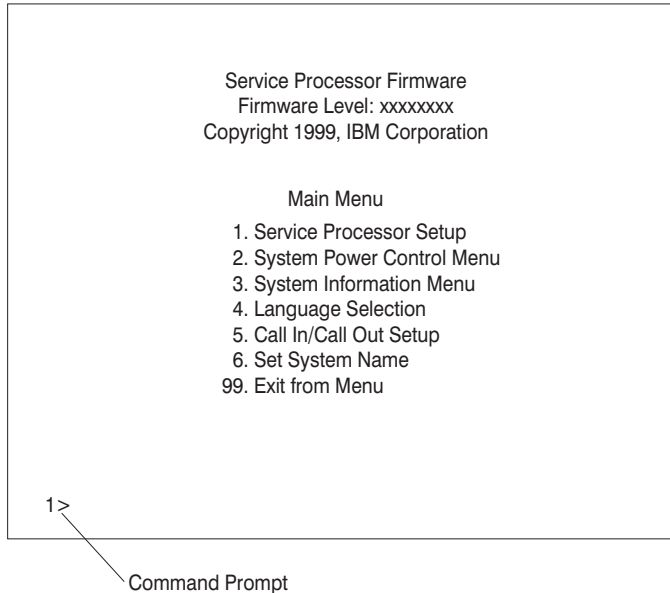 Service Processor Firmware
Firmware Level: xxxxxxxx
Copyright 1999, IBM Corporation
Main Menu
1. Service Processor Setup
2. System Power Control Menu
3. System Information Menu
4. Language Selection
5. Call In/Call Out Setup
6. Set System Name
99. Exit from Menu
1>
Command Prompt